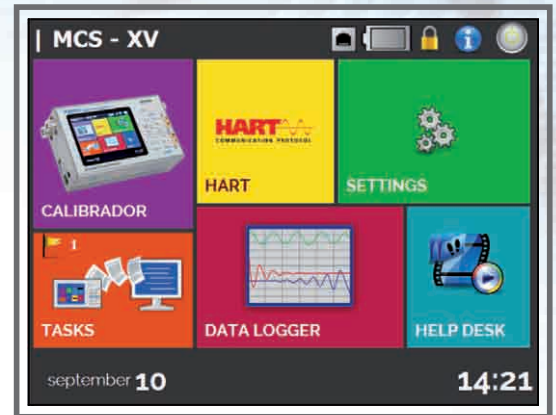 | MCS - XV
HART
COMMUNICATION PROTOCOL
HART
SETTINGS
CALIBRADOR
1
TASKS
DATA LOGGER
HELP DESK
september 10
14:21